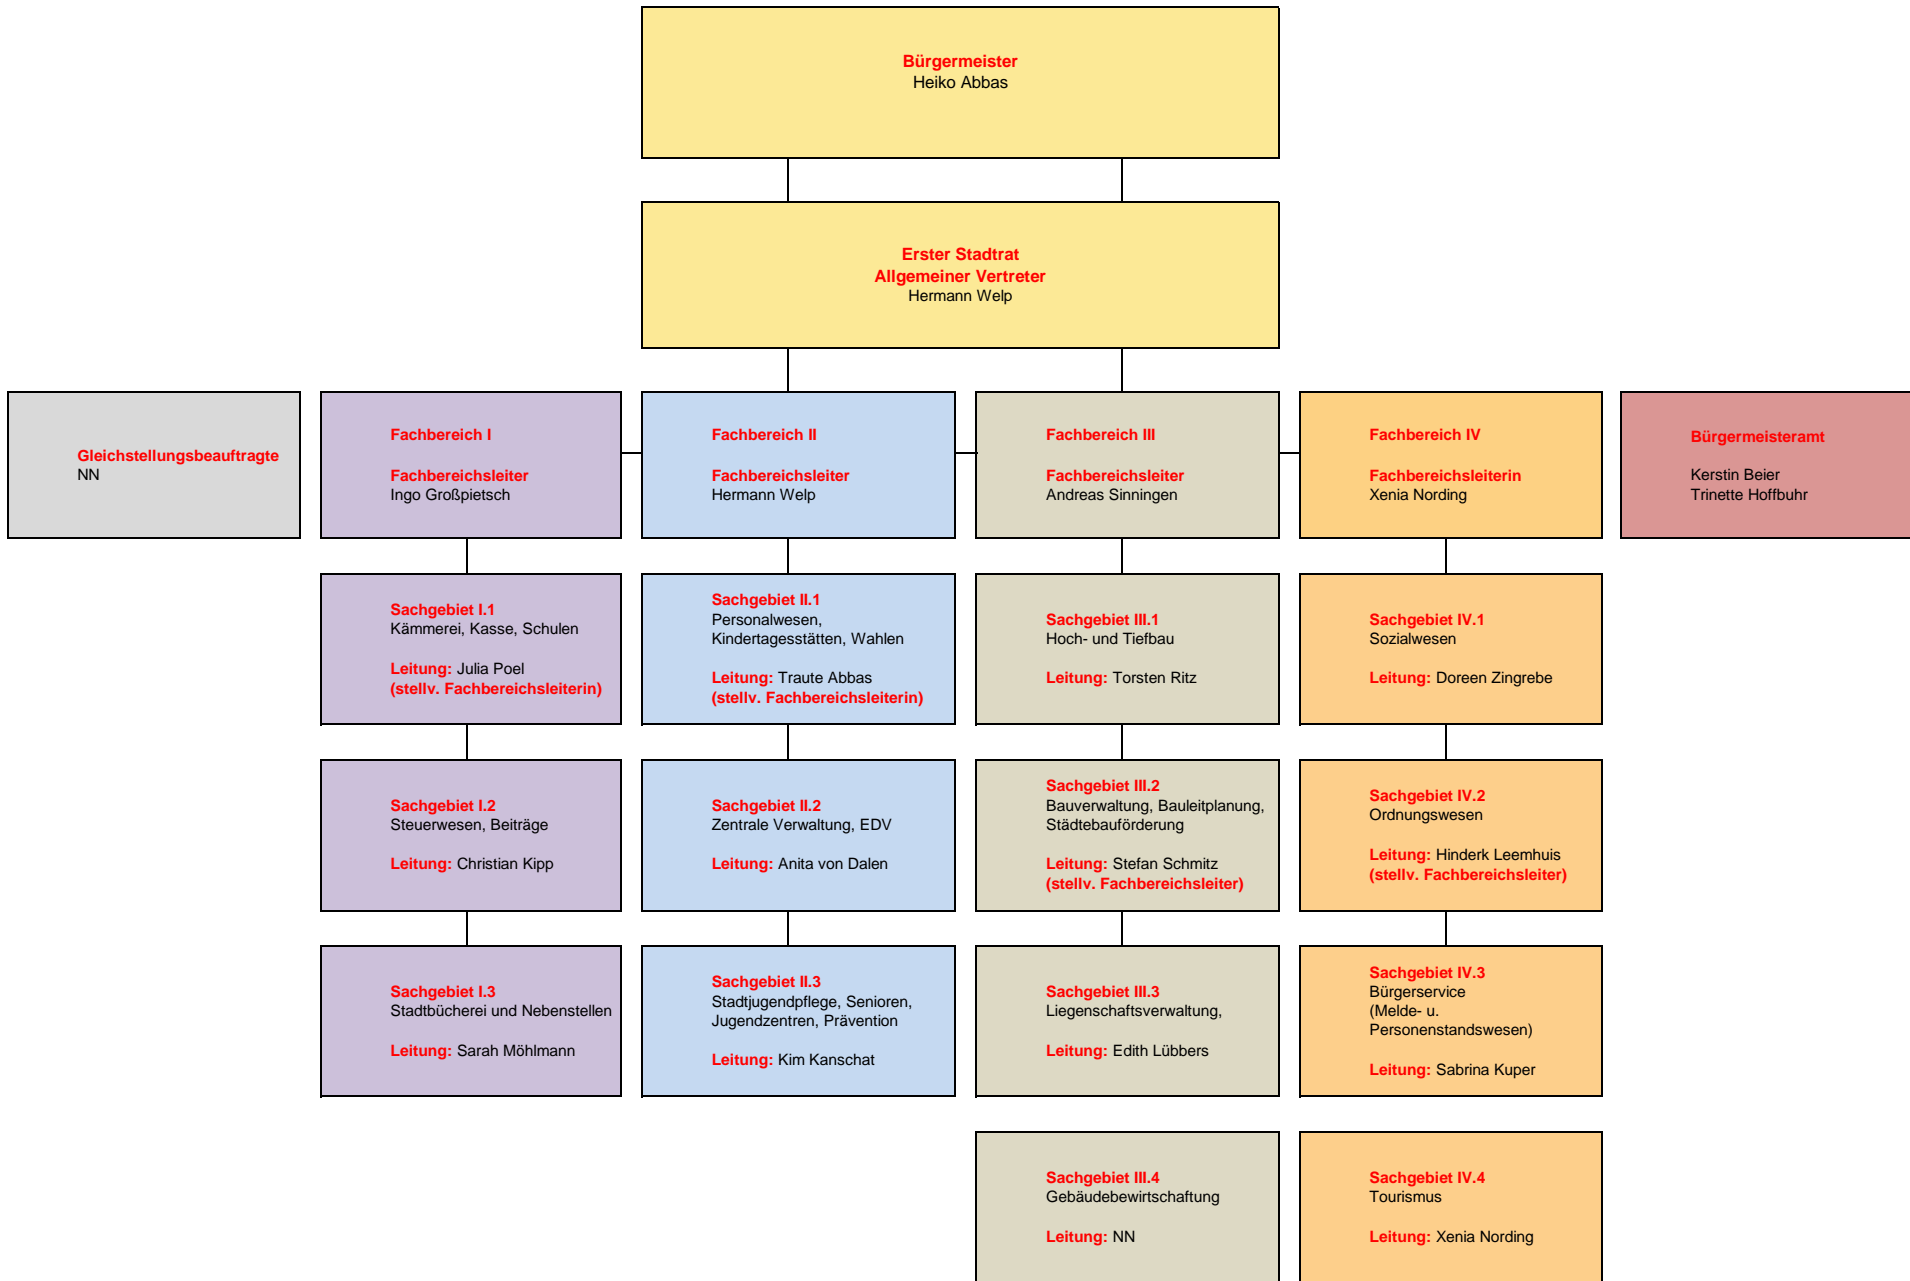 Bürgermeister
Heiko Abbas
Erster Stadtrat
Allgemeiner Vertreter
Hermann Welp
Gleichstellungsbeauftragte
NN
Fachbereich I
Fachbereichsleiter
Ingo Großpietsch
Fachbereich II
Fachbereichsleiter
Hermann Welp
Fachbereich III
Fachbereichsleiter
Andreas Sinningen
Fachbereich IV
Fachbereichsleiterin
Xenia Nording
Bürgermeisteramt
Kerstin Beier
Trinette Hoffbuhr
Sachgebiet I.1
Kämmerei, Kasse, Schulen
Leitung: Julia Poel
(stellv. Fachbereichsleiterin)
Sachgebiet II.1
Personalwesen,
Kindertagesstätten, Wahlen
Leitung: Traute Abbas
(stellv. Fachbereichsleiterin)
Sachgebiet III.1
Hoch- und Tiefbau
Leitung: Torsten Ritz
Sachgebiet IV.1
Sozialwesen
Leitung: Doreen Zingrebe
Sachgebiet I.2
Steuerwesen, Beiträge
Leitung: Christian Kipp
Sachgebiet II.2
Zentrale Verwaltung, EDV
Leitung: Anita von Dalen
Sachgebiet III.2
Bauverwaltung, Bauleitplanung,
Städtebauförderung
Leitung: Stefan Schmitz
(stellv. Fachbereichsleiter)
Sachgebiet IV.2
Ordnungswesen
Leitung: Hinderk Leemhuis
(stellv. Fachbereichsleiter)
Sachgebiet I.3
Stadtbücherei und Nebenstellen
Leitung: Sarah Möhlmann
Sachgebiet II.3
Stadtjugendpflege, Senioren,
Jugendzentren, Prävention
Leitung: Kim Kanschat
Sachgebiet III.3
Liegenschaftsverwaltung,
Leitung: Edith Lübbers
Sachgebiet IV.3
Bürgerservice
(Melde- u.
Personenstandswesen)
Leitung: Sabrina Kuper
Sachgebiet III.4
Gebäudebewirtschaftung
Leitung: NN
Sachgebiet IV.4
Tourismus
Leitung: Xenia Nording